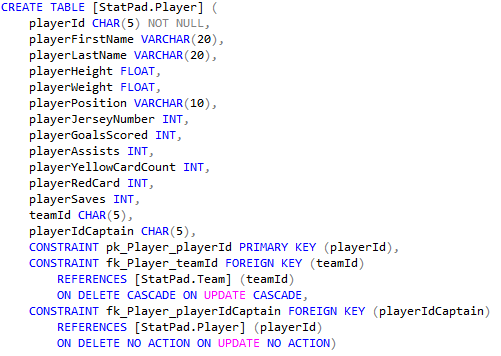 CREATE TABLE [StatPad.Player] (
playerId CHAR(5) NOT NULL,
playerFirstName VARCHAR(20),
playerLastName VARCHAR(20),
playerHeight FLOAT,
playerWeight FLOAT,
playerPosition VARCHAR(10),
playerJerseyNumber INT,
playerGoalsScored INT,
playerAssists INT,
playerYellowCardCount INT,
playerRedCard INT,
playerSaves INT,
teamId CHAR(5),
playerIdCaptain CHAR(5),
CONSTRAINT pk_Player_playerId PRIMARY KEY (playerId),
CONSTRAINT fk_Player_teamId FOREIGN KEY (teamId)
REFERENCES [StatPad.Team] (teamId)
ON DELETE CASCADE ON UPDATE CASCADE,
CONSTRAINT fk_Player_playerIdCaptain FOREIGN KEY (playerIdCaptain)
REFERENCES [StatPad.Player] (playerId)
ON DELETE NO ACTION ON UPDATE NO ACTION)